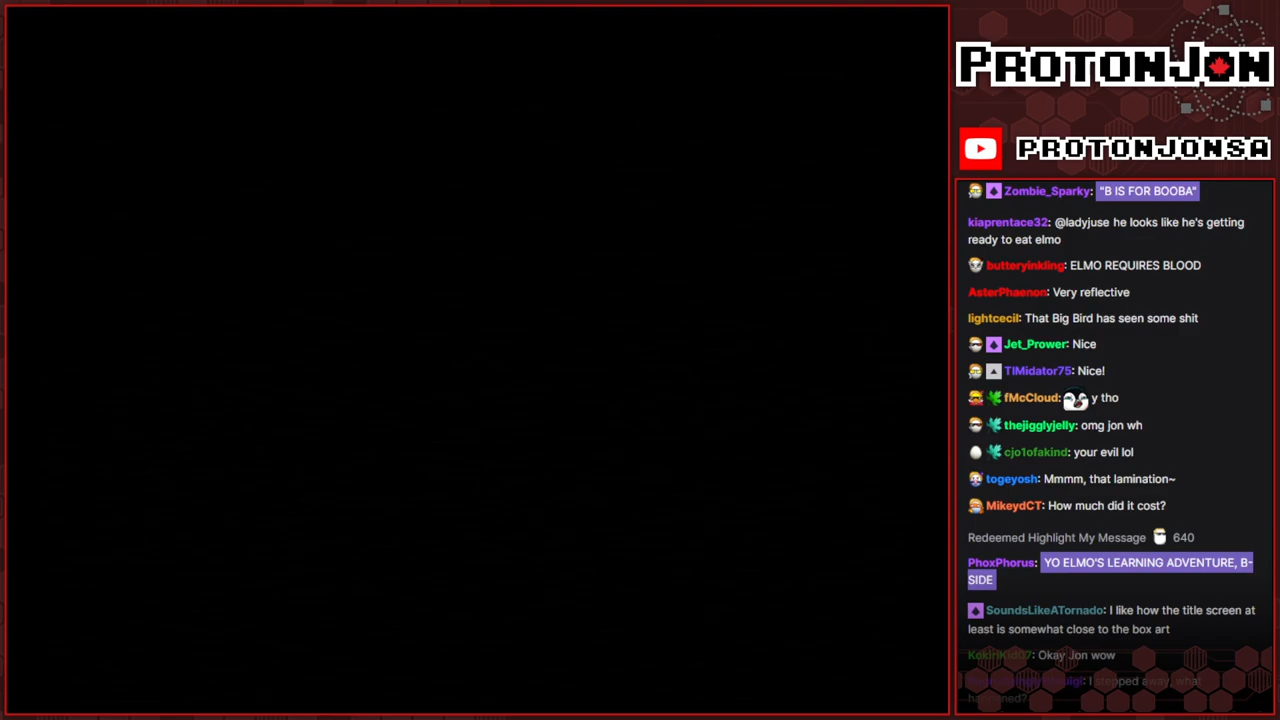 PROTONJON
PROTONJONSA
Zombie_Sparky: "B IS FOR BOOBA"
kiaprentace32: @ladyjuse he looks like he's getting
ready to eat elmo
butteryinkling: ELMO REQUIRES BLOOD
AsterPhaenon: Very reflective
lightcecil: That Big Bird has seen some shit
Jet_Prower: Nice
TIMidator75: Nice!
fMcCloud: y tho
thejigglyjelly: omg jon wh
cjo1ofakind: your evil lol
togeyosh: Mmmm, that lamination~
MikeydCT: How much did it cost?
Redeemed Highlight My Message 640
PhoxPhorus: YO ELMO'S LEARNING ADVENTURE, B-
SIDE
SoundsLikeATornado: I like how the title screen at
least is somewhat close to the box art
Okay Jon wow
I stepped away, what
happened?